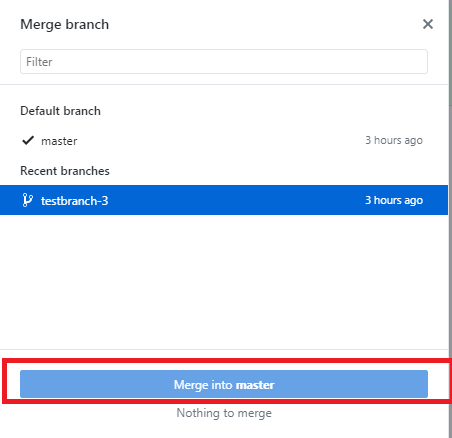 Merge branch
Filter
Default branch
master 3 hours ago
Recent branches
testbranch-3 3 hours ago
Merge into master
Nothing to merge